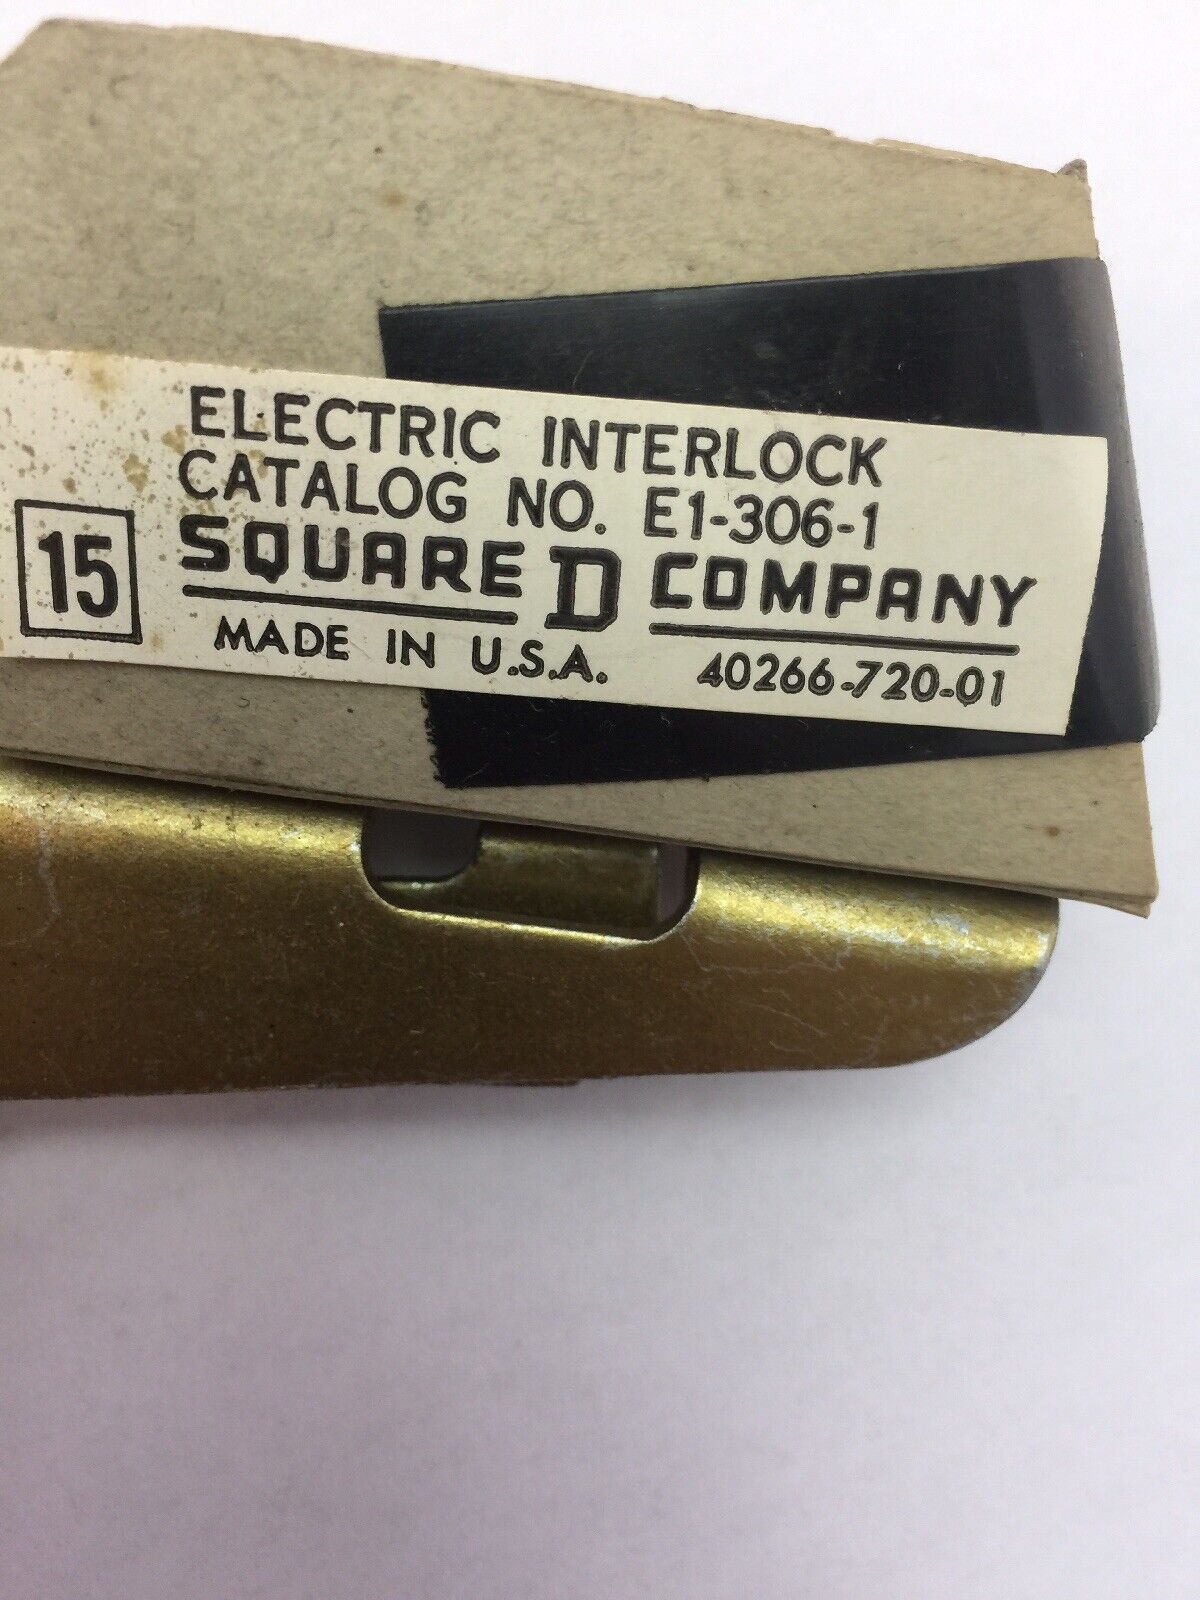 ELECTRIC INTERLOCK
CATALOG NO. E1-306-1
15
SQUARE D COMPANY
MADE IN U.S.A. 40266-720-01